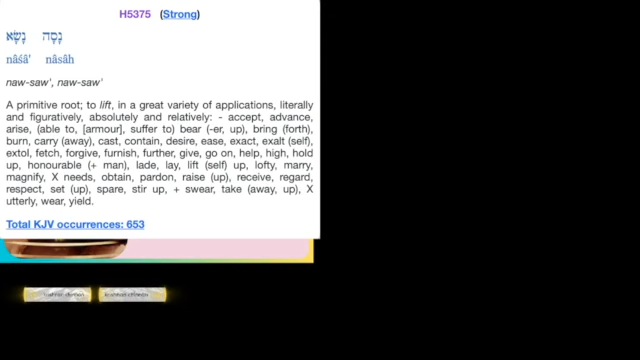 H5375 (Strong)
נָשָׂא נָסָה
nâśâ' nâsâh
naw-saw', naw-saw'
A primitive root; to lift, in a great variety of applications, literally
and figuratively, absolutely and relatively: - accept, advance,
arise, (able to, [armour], suffer to) bear (-er, up), bring (forth),
burn, carry (away), cast, contain, desire, ease, exact, exalt (self),
extol, fetch, forgive, furnish, further, give, go on, help, high, hold
up, honourable (+ man), lade, lay, lift (self) up, lofty, marry,
magnify, X needs, obtain, pardon, raise (up), receive, regard,
respect, set (up), spare, stir up, + swear, take (away, up), X
utterly, wear, yield.
Total KJV occurrences: 653